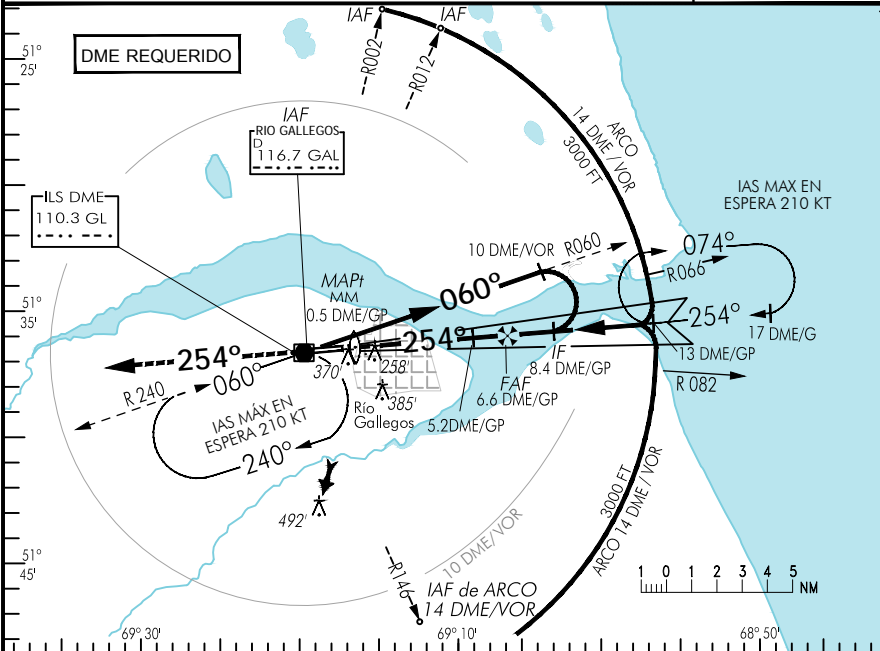 DME REQUERIDO
IAF
IAF
R002
R012
51°
25'
IAF
RIO GALLEGOS
D
116.7 GAL
ARCO
14 DME / VOR
3000 FT
ILS DME
110.3 GL
IAS MAX EN
ESPERA 210 KT
10 DME/VOR
R060
074°
R066
MAPt
MM
0.5 DME/GP
060°
51°
35'
254°
254°
254°
17 DME/G
13 DME/GP
IF
8.4 DME/GP
FAF
6.6 DME/GP
5.2DME/GP
R 082
370'
258'
385'
Río
Gallegos
060°
R 240
IAS MÁX EN
ESPERA 210 KT
240°
492'
3000 FT
ARCO 14 DME / VOR
10 DME/VOR
51°
45'
R146
IAF de ARCO
14 DME/VOR
1 0 1 2 3 4 5 NM
69° 30'
69° 10'
68° 50'